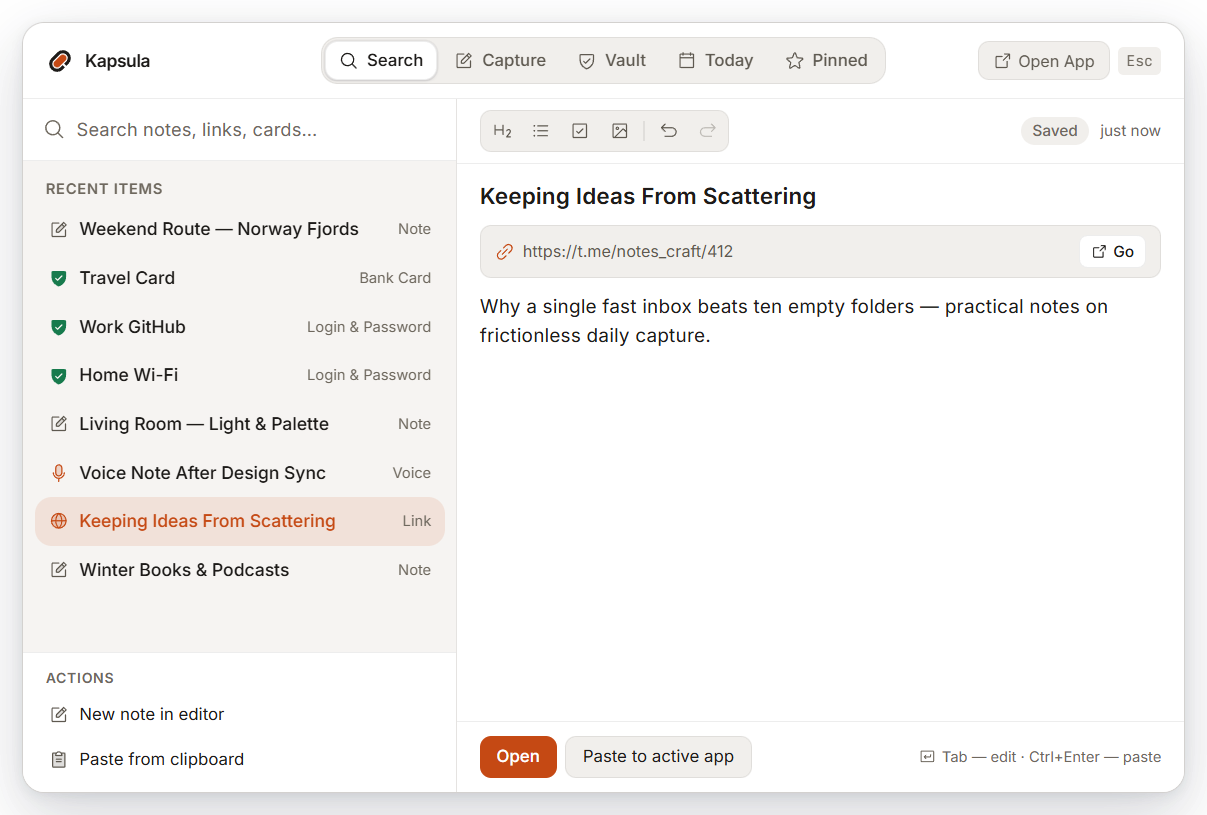 Kapsula
Search
Capture
Vault
Today
Pinned
Open App
Esc
Search notes, links, cards...
RECENT ITEMS
Weekend Route — Norway Fjords Note
Travel Card Bank Card
Work GitHub Login & Password
Home Wi-Fi Login & Password
Living Room — Light & Palette Note
Voice Note After Design Sync Voice
Keeping Ideas From Scattering Link
Winter Books & Podcasts Note
ACTIONS
New note in editor
Paste from clipboard
H2
Saved just now
Keeping Ideas From Scattering
https://t.me/notes_craft/412
Go
Why a single fast inbox beats ten empty folders — practical notes on
frictionless daily capture.
Open
Paste to active app
Tab — edit · Ctrl+Enter — paste